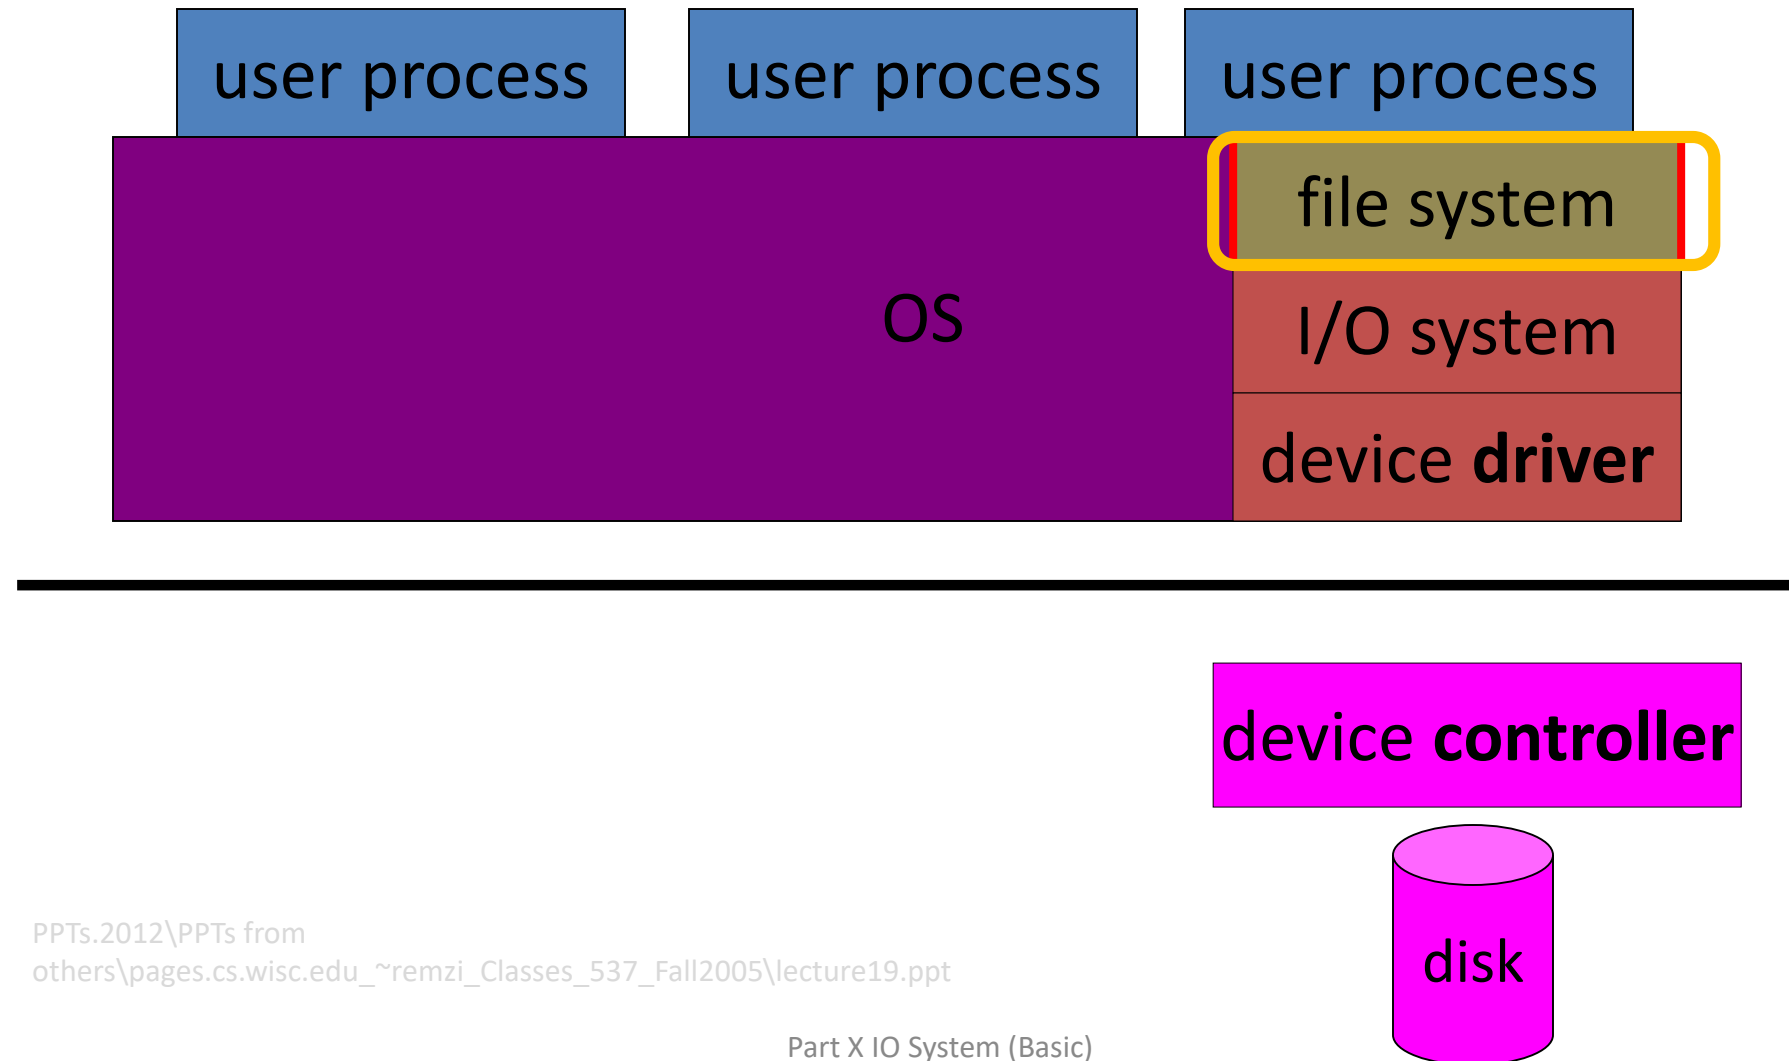 user process
user process
user process
file system
OS
I/O system
device driver
device controller
disk
PPTs.2012\PPTs from
others\pages.cs.wisc.edu_~remzi_Classes_537_Fall2005\lecture19.ppt
Part X IO System (Basic)